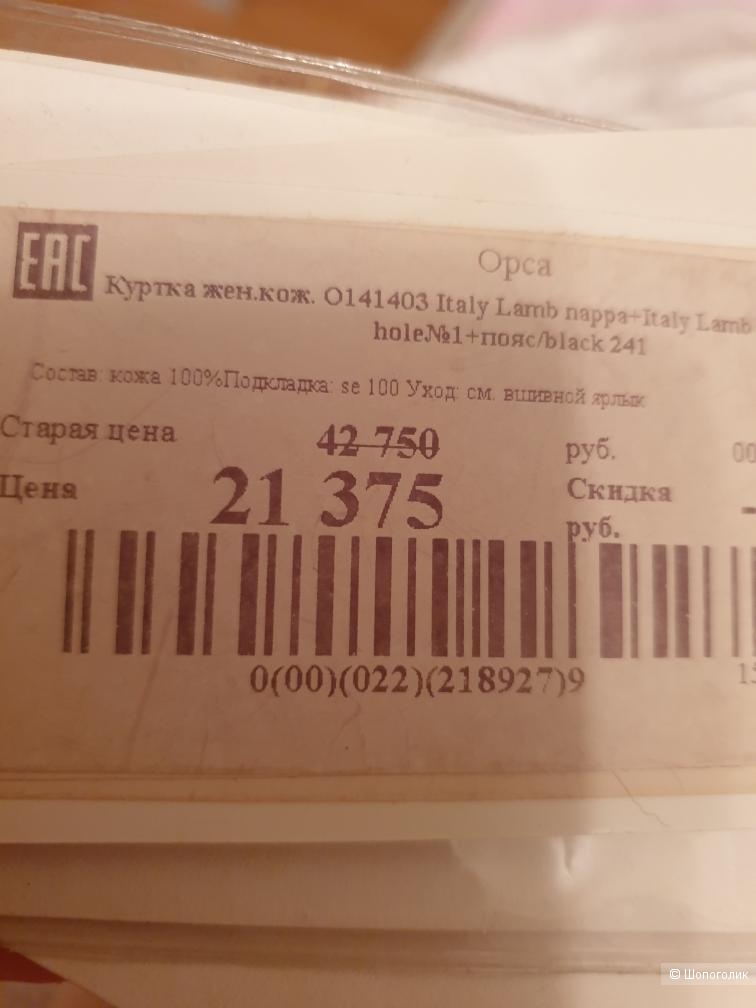 EAC
Орса
Куртка жен.кож. О141403 Italy Lamb nappa+Italy Lamb
hole№1+пояс/black 241
Состав: кожа 100%Подкладка: se 100 Уход: см. вшивной ярлык
Старая цена 42 750 руб. 00
Цена 21 375 Скидка -
руб.
0(00)(022)(218927)9
15
© Шопоголик